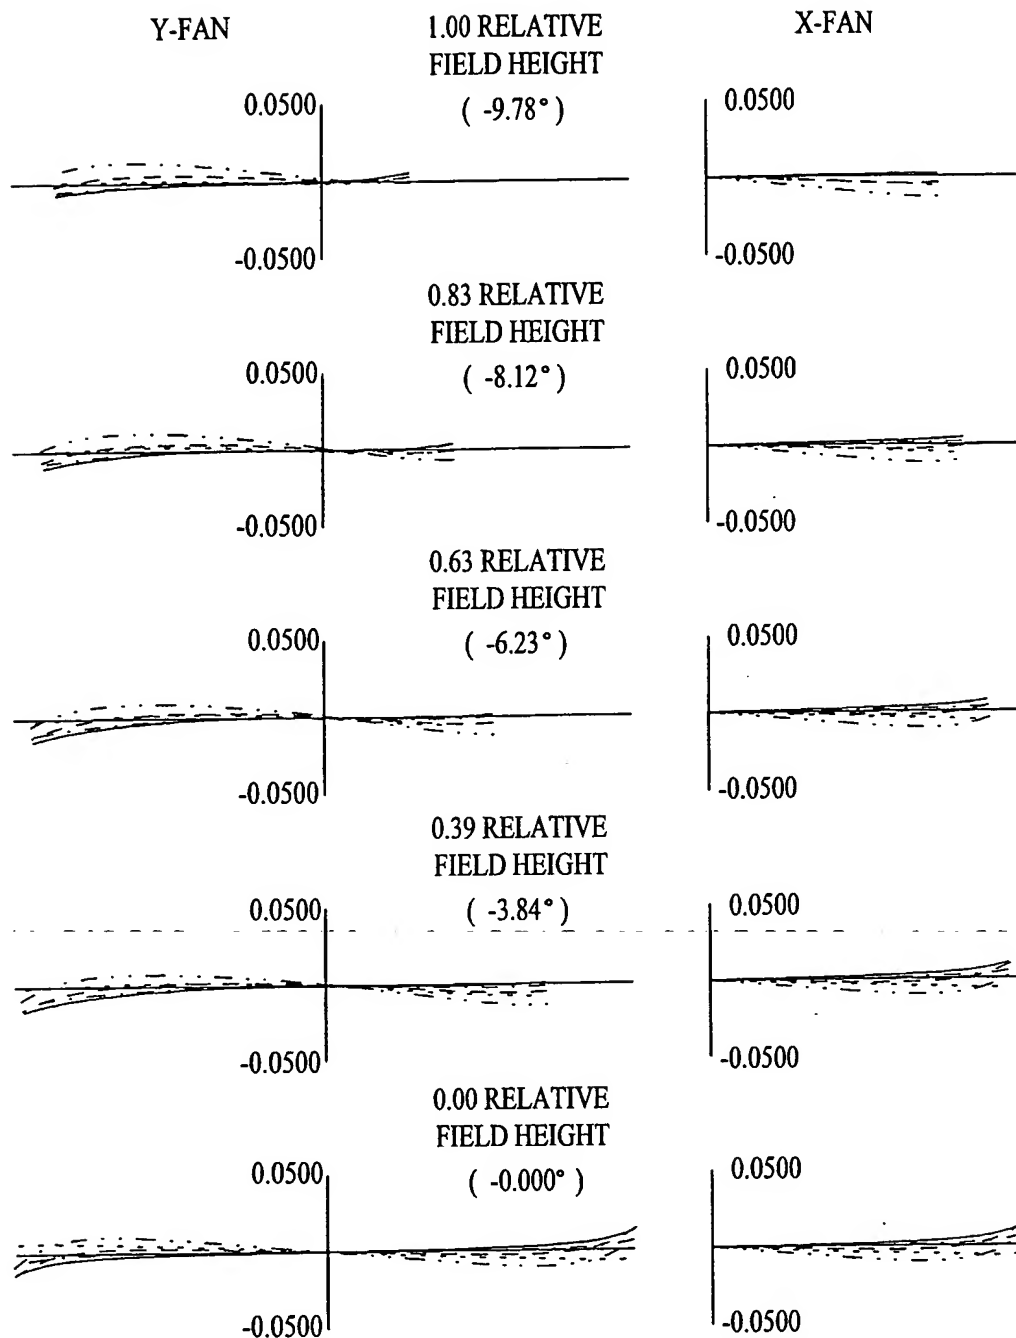 Y-FAN
1.00 RELATIVE
FIELD HEIGHT
( -9.78° )
X-FAN
0.0500
-0.0500
0.0500
-0.0500
0.83 RELATIVE
FIELD HEIGHT
( -8.12° )
0.0500
-0.0500
0.0500
-0.0500
0.63 RELATIVE
FIELD HEIGHT
( -6.23° )
0.0500
-0.0500
0.0500
-0.0500
0.39 RELATIVE
FIELD HEIGHT
( -3.84° )
0.0500
-0.0500
0.0500
-0.0500
0.00 RELATIVE
FIELD HEIGHT
( -0.000° )
0.0500
-0.0500
0.0500
-0.0500